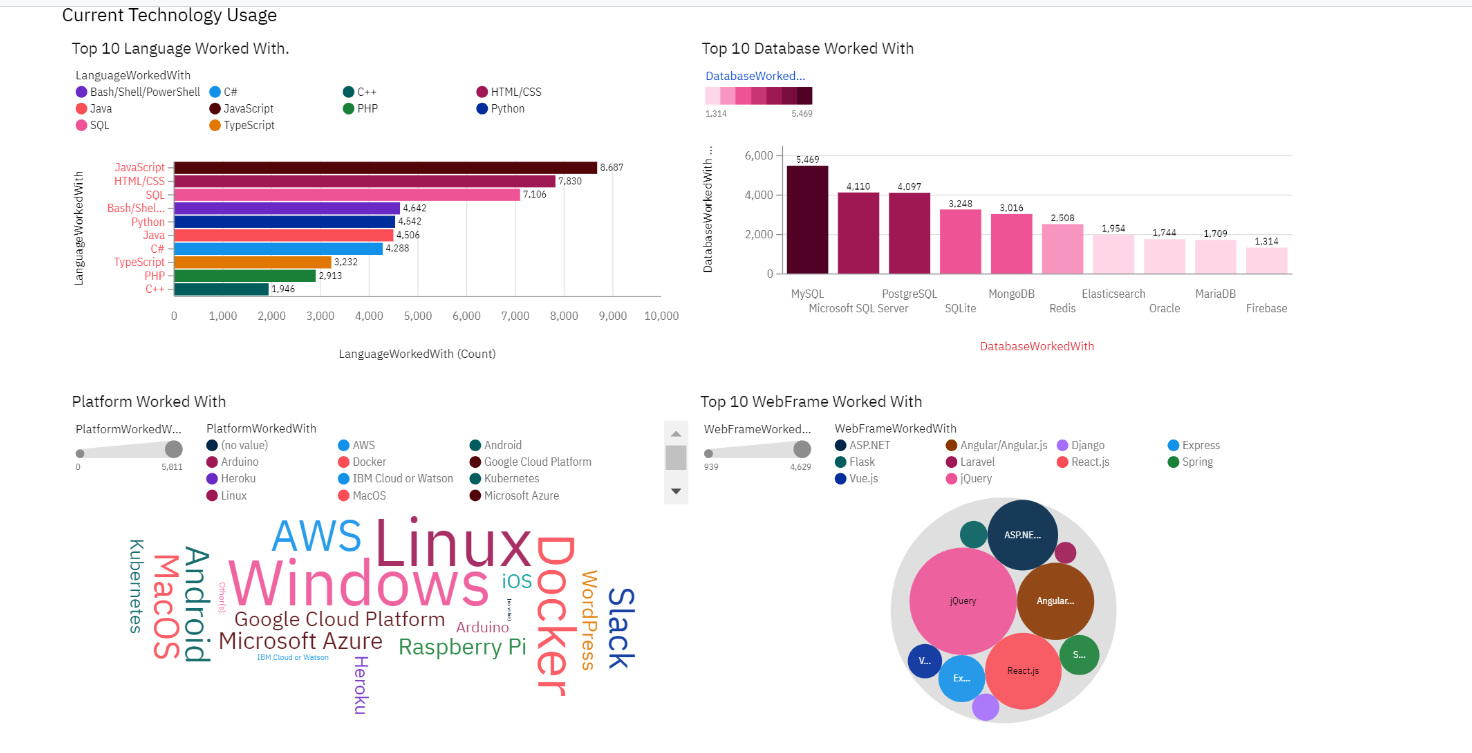 Current Technology Usage
Top 10 Language Worked With.
LanguageWorkedWith
Bash/Shell/PowerShell C# C++ HTML/CSS
Java JavaScript PHP Python
SQL TypeScript
LanguageWorkedWith
JavaScript 8,687
HTML/CSS 7,830
SQL 7,106
Bash/Shel... 4,642
Python 4,542
Java 4,506
C# 4,288
TypeScript 3,232
PHP 2,913
C++ 1,946
0 1,000 2,000 3,000 4,000 5,000 6,000 7,000 8,000 9,000 10,000
LanguageWorkedWith (Count)
Top 10 Database Worked With
DatabaseWorked...
1,314 5,469
DatabaseWorkedWith ...
6,000
4,000
2,000
0
5,469 4,110 4,097 3,248 3,016 2,508 1,954 1,744 1,709 1,314
MySQL PostgreSQL MongoDB Elasticsearch MariaDB
Microsoft SQL Server SQLite Redis Oracle Firebase
DatabaseWorkedWith
Platform Worked With
PlatformWorkedW...
0 5,811
PlatformWorkedWith
(no value) AWS Android
Arduino Docker Google Cloud Platform
Heroku IBM Cloud or Watson Kubernetes
Linux MacOS Microsoft Azure
Kubernetes
MacOS
Android
Other(s)
AWS
Linux
Windows
iOS
Google Cloud Platform
Arduino
Microsoft Azure
Raspberry Pi
IBM Cloud or Watson
Heroku
Docker
WordPress
Slack
Top 10 WebFrame Worked With
WebFrameWorked...
939 4,629
WebFrameWorkedWith
ASP.NET Angular/Angular.js Django Express
Flask Laravel React.js Spring
Vue.js jQuery
ASP.NE...
jQuery
Angular...
S...
V...
Ex...
React.js